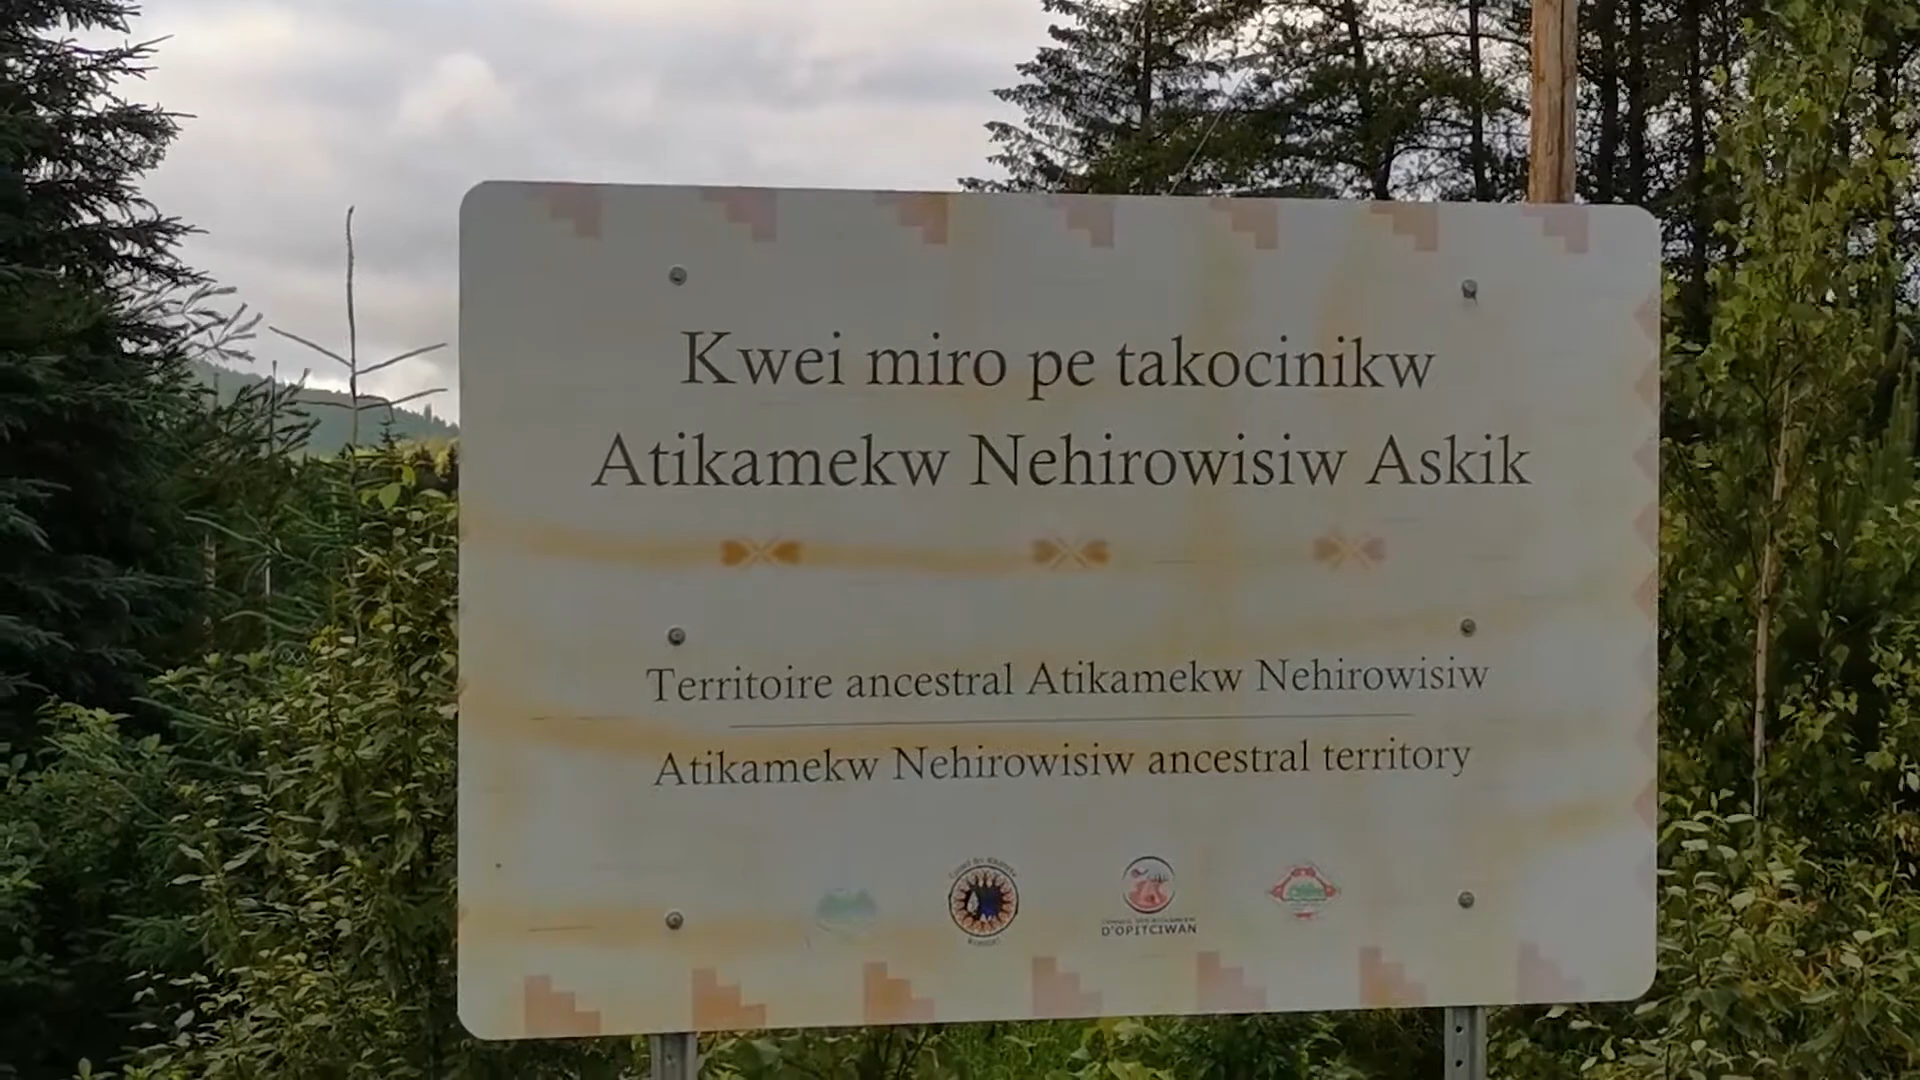 Kwei miro pe takocinikw
Atikamekw Nehirowisiw Askik
Territoire ancestral Atikamekw Nehirowisiw
Atikamekw Nehirowisiw ancestral territory
D'OPITCIWAN